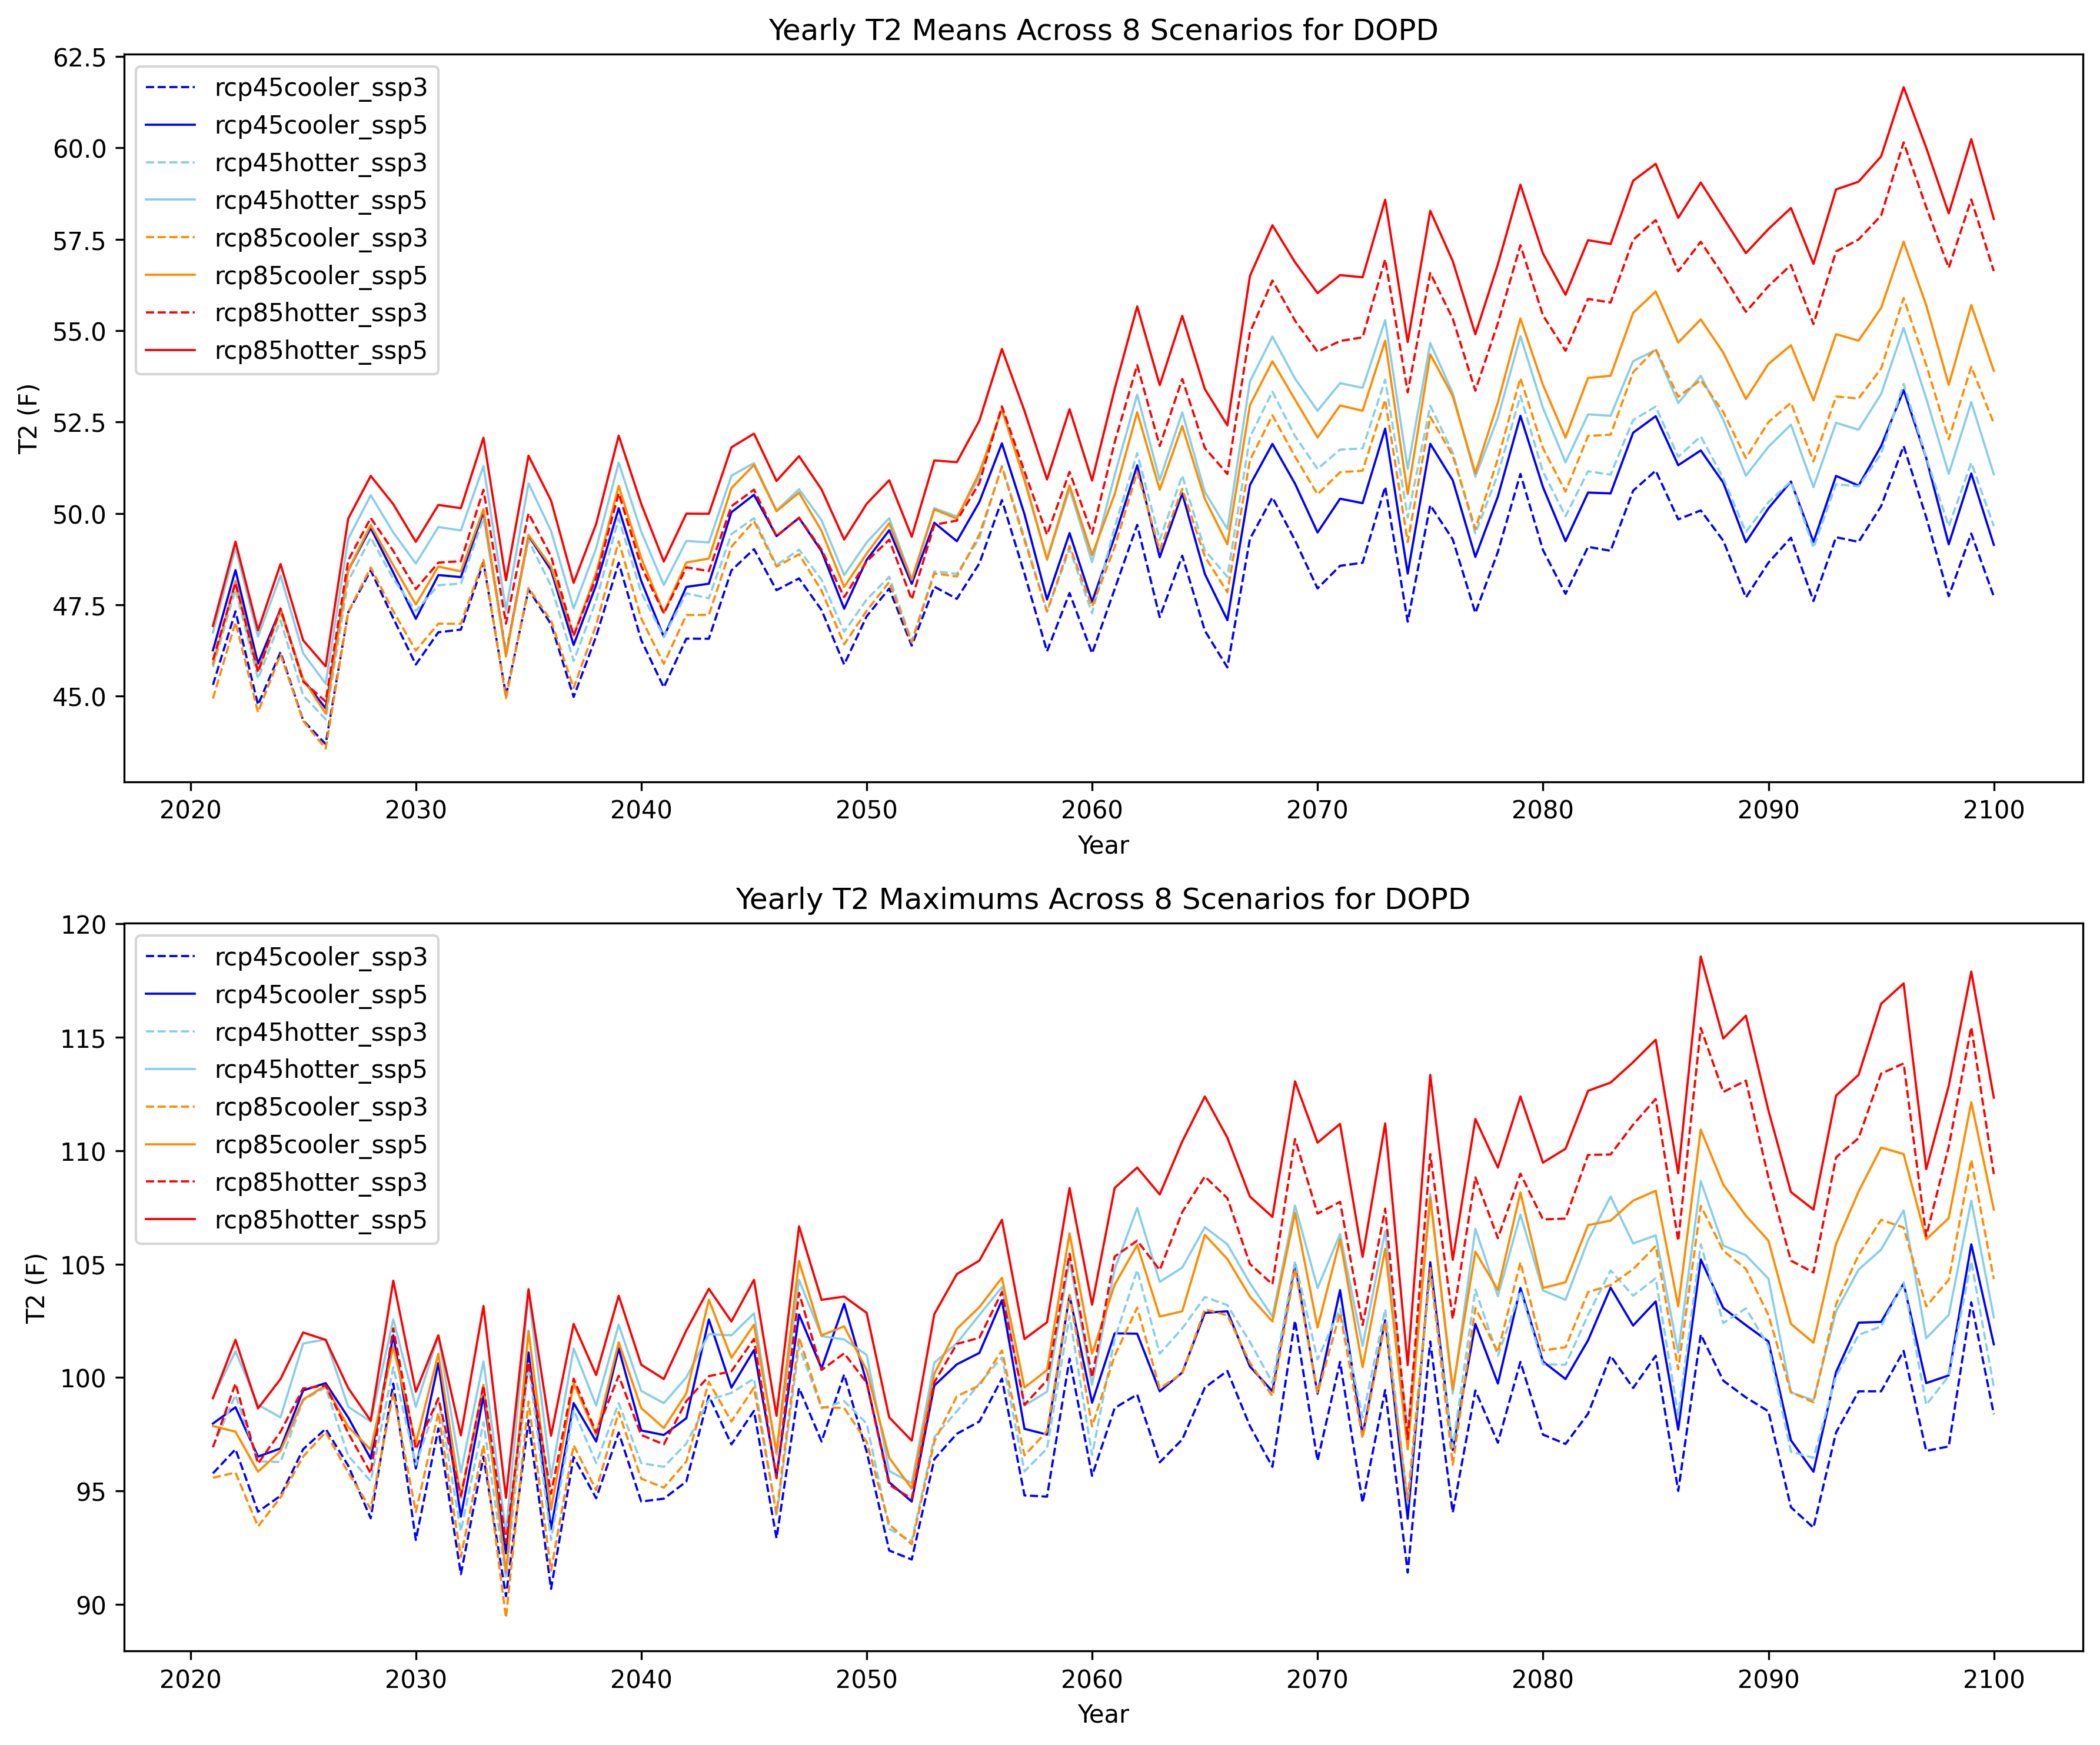 Yearly T2 Means Across 8 Scenarios for DOPD
62.5
60.0
57.5
55.0
52.5
50.0
47.5
45.0
T2 (F)
rcp45cooler_ssp3
rcp45cooler_ssp5
rcp45hotter_ssp3
rcp45hotter_ssp5
rcp85cooler_ssp3
rcp85cooler_ssp5
rcp85hotter_ssp3
rcp85hotter_ssp5
2020 2030 2040 2050 2060 2070 2080 2090 2100
Year
Yearly T2 Maximums Across 8 Scenarios for DOPD
120
115
110
105
100
95
90
T2 (F)
rcp45cooler_ssp3
rcp45cooler_ssp5
rcp45hotter_ssp3
rcp45hotter_ssp5
rcp85cooler_ssp3
rcp85cooler_ssp5
rcp85hotter_ssp3
rcp85hotter_ssp5
2020 2030 2040 2050 2060 2070 2080 2090 2100
Year